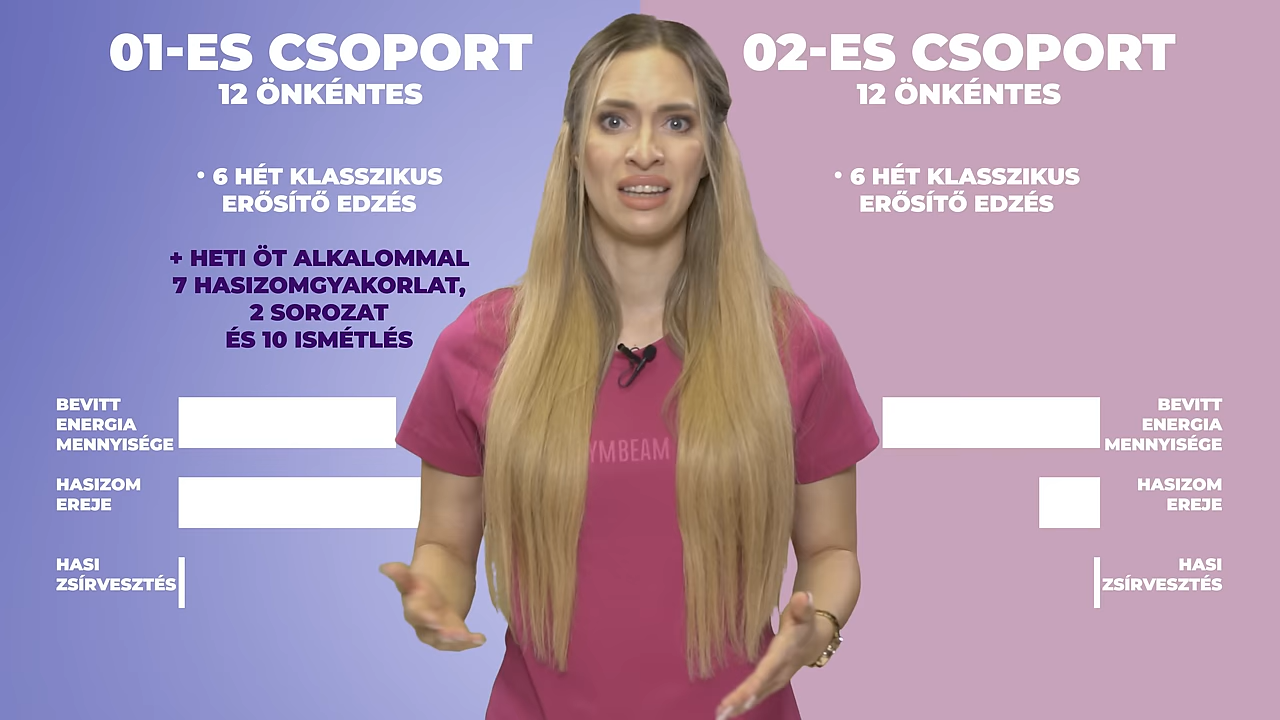 01-ES CSOPORT
12 ÖNKÉNTES
• 6 HÉT KLASSZIKUS
ERŐSÍTŐ EDZÉS
+ HETI ÖT ALKALOMMAL
7 HASIZOMGYAKORLAT,
2 SOROZAT
ÉS 10 ISMÉTLÉS
BEVITT
ENERGIA
MENNYISÉGE
HASIZOM
EREJE
HASI
ZSÍRVESZTÉS
02-ES CSOPORT
12 ÖNKÉNTES
• 6 HÉT KLASSZIKUS
ERŐSÍTŐ EDZÉS
BEVITT
ENERGIA
MENNYISÉGE
HASIZOM
EREJE
HASI
ZSÍRVESZTÉS
YMBEAM